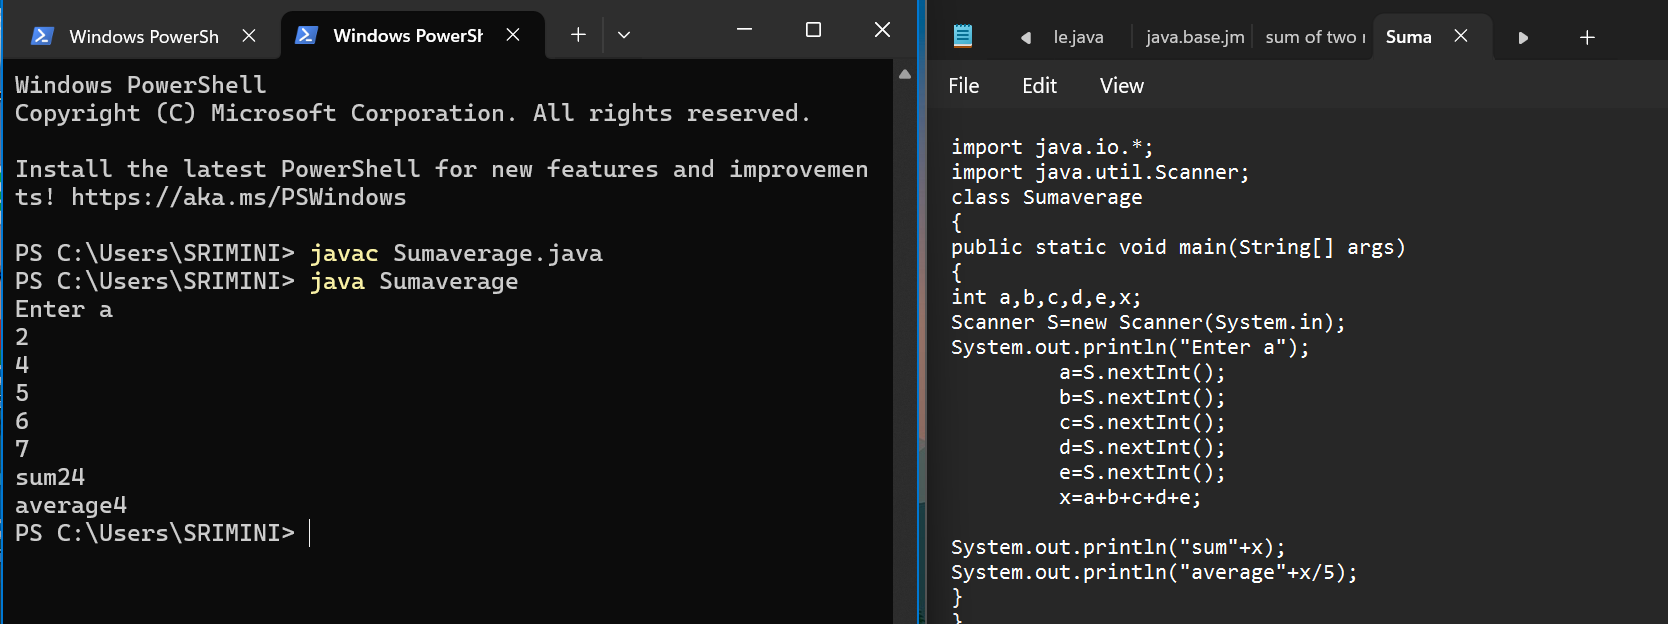 Windows PowerSh
Windows PowerSh
Windows PowerShell
Copyright (C) Microsoft Corporation. All rights reserved.
Install the latest PowerShell for new features and improvemen
ts! https://aka.ms/PSWindows
PS C:\Users\SRIMINI> javac Sumaverage.java
PS C:\Users\SRIMINI> java Sumaverage
Enter a
2
4
5
6
7
sum24
average4
PS C:\Users\SRIMINI>
le.java
java.base.jm
sum of two
Suma
File Edit View
import java.io.*;
import java.util.Scanner;
class Sumaverage
{
public static void main(String[] args)
{
int a,b,c,d,e,x;
Scanner S=new Scanner(System.in);
System.out.println("Enter a");
a=S.nextInt();
b=S.nextInt();
c=S.nextInt();
d=S.nextInt();
e=S.nextInt();
x=a+b+c+d+e;
System.out.println("sum"+x);
System.out.println("average"+x/5);
}
}